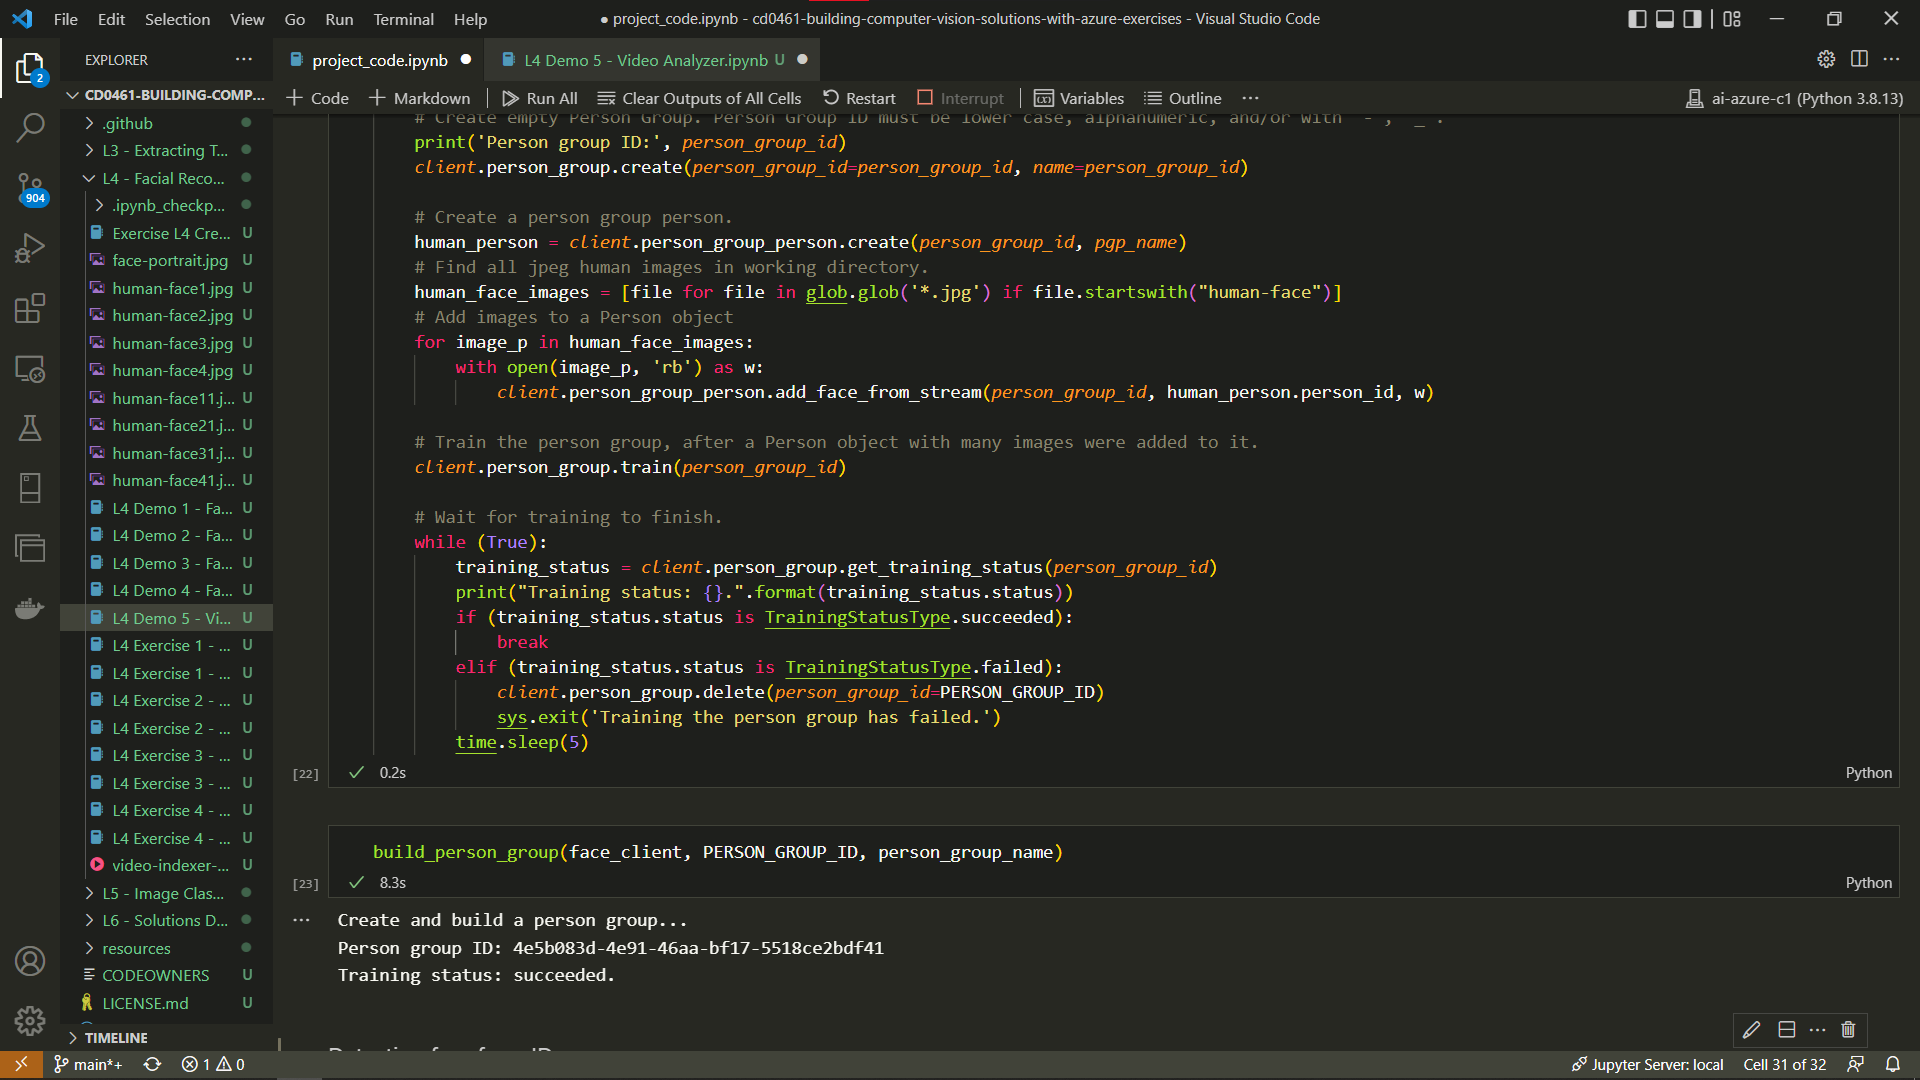 File Edit Selection View Go Run Terminal Help
● project_code.ipynb - cd0461-building-computer-vision-solutions-with-azure-exercises - Visual Studio Code
EXPLORER
project_code.ipynb
L4 Demo 5 - Video Analyzer.ipynb U
CD0461-BUILDING-COMP...
Code Markdown Run All Clear Outputs of All Cells Restart Interrupt Variables Outline ...
ai-azure-c1 (Python 3.8.13)
2
904
.github
L3 - Extracting T...
L4 - Facial Reco...
.ipynb_checkp...
Exercise L4 Cre... U
face-portrait.jpg U
human-face1.jpg U
human-face2.jpg U
human-face3.jpg U
human-face4.jpg U
human-face11.j... U
human-face21.j... U
human-face31.j... U
human-face41.j... U
L4 Demo 1 - Fa... U
L4 Demo 2 - Fa... U
L4 Demo 3 - Fa... U
L4 Demo 4 - Fa... U
L4 Demo 5 - Vi... U
L4 Exercise 1 - ... U
L4 Exercise 1 - ... U
L4 Exercise 2 - ... U
L4 Exercise 2 - ... U
L4 Exercise 3 - ... U
L4 Exercise 3 - ... U
L4 Exercise 4 - ... U
L4 Exercise 4 - ... U
video-indexer-... U
L5 - Image Clas...
L6 - Solutions D...
resources
CODEOWNERS U
LICENSE.md U
TIMELINE
# Create empty Person Group. Person Group ID must be lower case, alphanumeric, and/or with '-', '_'.
print('Person group ID:', person_group_id)
client.person_group.create(person_group_id=person_group_id, name=person_group_id)
# Create a person group person.
human_person = client.person_group_person.create(person_group_id, pgp_name)
# Find all jpeg human images in working directory.
human_face_images = [file for file in glob.glob('*.jpg') if file.startswith("human-face")]
# Add images to a Person object
for image_p in human_face_images:
with open(image_p, 'rb') as w:
client.person_group_person.add_face_from_stream(person_group_id, human_person.person_id, w)
# Train the person group, after a Person object with many images were added to it.
client.person_group.train(person_group_id)
# Wait for training to finish.
while (True):
training_status = client.person_group.get_training_status(person_group_id)
print("Training status: {}.".format(training_status.status))
if (training_status.status is TrainingStatusType.succeeded):
break
elif (training_status.status is TrainingStatusType.failed):
client.person_group.delete(person_group_id=PERSON_GROUP_ID)
sys.exit('Training the person group has failed.')
time.sleep(5)
[22] 0.2s Python
build_person_group(face_client, PERSON_GROUP_ID, person_group_name)
[23] 8.3s Python
Create and build a person group...
Person group ID: 4e5b083d-4e91-46aa-bf17-5518ce2bdf41
Training status: succeeded.
main*+ 1 0
Jupyter Server: local Cell 31 of 32